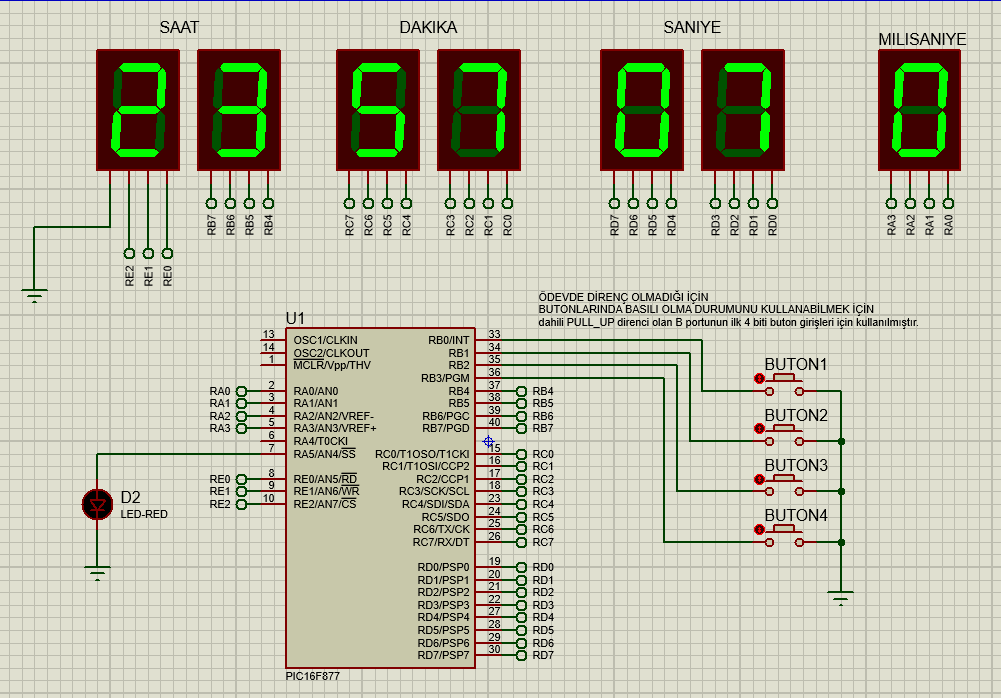 SAAT DAKIKA SANIYE MILISANIYE
23 57 07 0
RE2 RE1 RE0 RB7 RB6 RB5 RB4 RC7 RC6 RC5 RC4 RC3 RC2 RC1 RC0 RD7 RD6 RD5 RD4 RD3 RD2 RD1 RD0 RA3 RA2 RA1 RA0
ÖDEVDE DİRENÇ OLMADIĞI İÇİN
BUTONLARINDA BASILI OLMA DURUMUNU KULLANABİLMEK İÇİN
dahili PULL_UP direnci olan B portunun ilk 4 biti buton girişleri için kullanılmıştır.
U1
13 OSC1/CLKIN
14 OSC2/CLKOUT
1 MCLR/Vpp/THV
RA0 2 RA0/AN0
RA1 3 RA1/AN1
RA2 4 RA2/AN2/VREF-
RA3 5 RA3/AN3/VREF+
6 RA4/T0CKI
7 RA5/AN4/SS
RE0 8 RE0/AN5/RD
RE1 9 RE1/AN6/WR
RE2 10 RE2/AN7/CS
RB0/INT 33
RB1 34
RB2 35
RB3/PGM 36
RB4 37 RB4
RB5 38 RB5
RB6/PGC 39 RB6
RB7/PGD 40 RB7
RC0/T1OSO/T1CKI 15 RC0
RC1/T1OSI/CCP2 16 RC1
RC2/CCP1 17 RC2
RC3/SCK/SCL 18 RC3
RC4/SDI/SDA 23 RC4
RC5/SDO 24 RC5
RC6/TX/CK 25 RC6
RC7/RX/DT 26 RC7
RD0/PSP0 19 RD0
RD1/PSP1 20 RD1
RD2/PSP2 21 RD2
RD3/PSP3 22 RD3
RD4/PSP4 27 RD4
RD5/PSP5 28 RD5
RD6/PSP6 29 RD6
RD7/PSP7 30 RD7
PIC16F877
D2
LED-RED
BUTON1
BUTON2
BUTON3
BUTON4